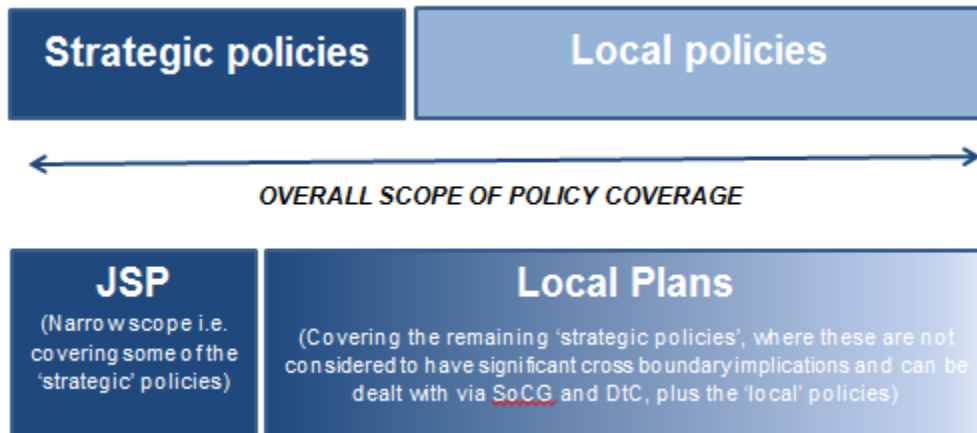 Strategic policies
Local policies
OVERALL SCOPE OF POLICY COVERAGE
JSP
(Narrow scope i.e.
covering some of the
‘strategic’ policies)
Local Plans
(Covering the remaining ‘strategic policies’, where these are not
considered to have significant cross boundary implications and can be
dealt with via SoCG and DtC, plus the ‘local’ policies)